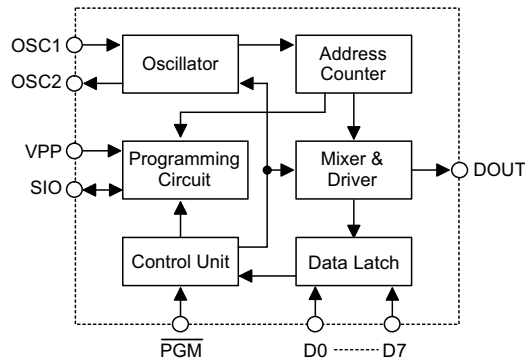 OSC1
OSC2
Oscillator
Address
Counter
VPP
SIO
Programming
Circuit
Mixer &
Driver
DOUT
Control Unit
Data Latch
PGM
D0
D7